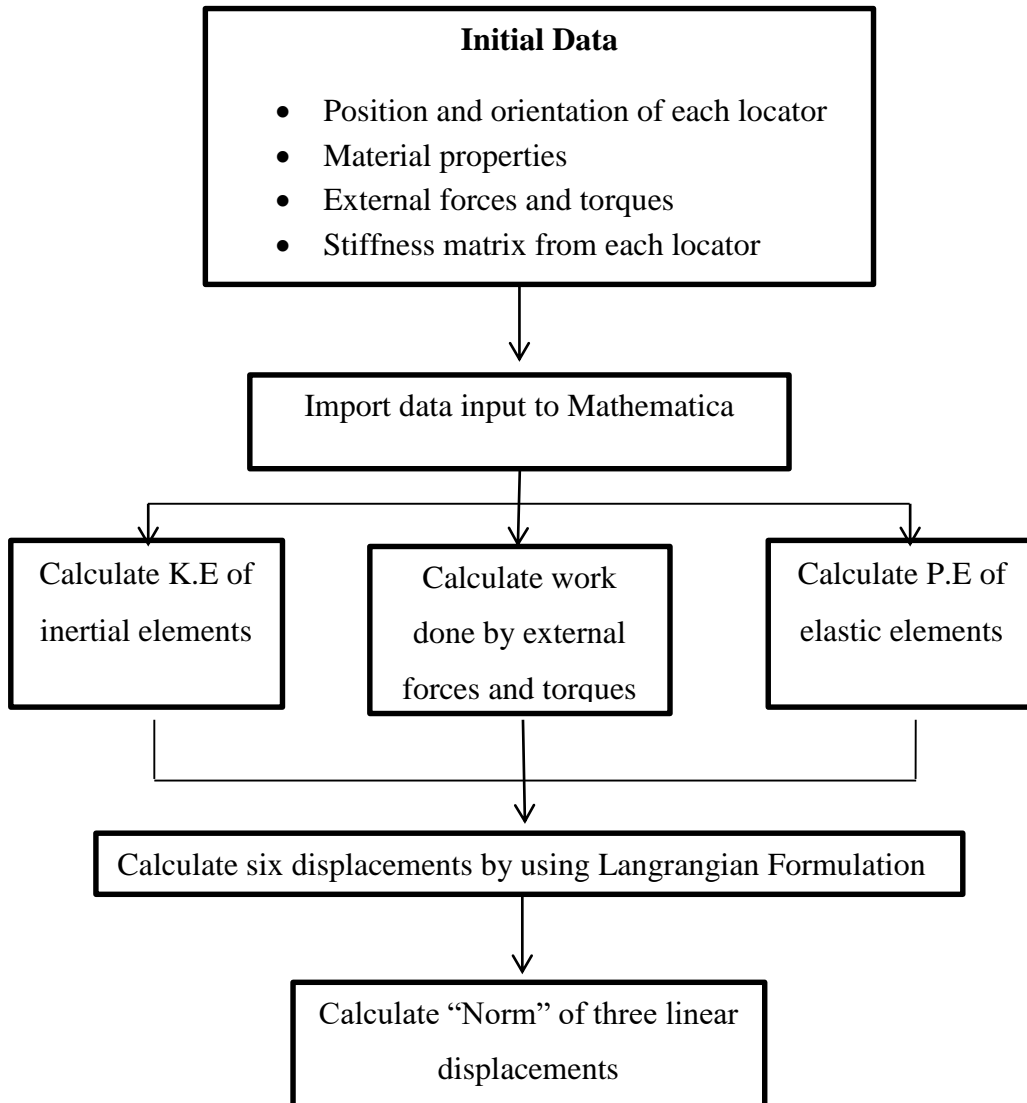 Initial Data
• Position and orientation of each locator
• Material properties
• External forces and torques
• Stiffness matrix from each locator
Import data input to Mathematica
Calculate K.E of
inertial elements
Calculate work
done by external
forces and torques
Calculate P.E of
elastic elements
Calculate six displacements by using Langrangian Formulation
Calculate “Norm” of three linear
displacements